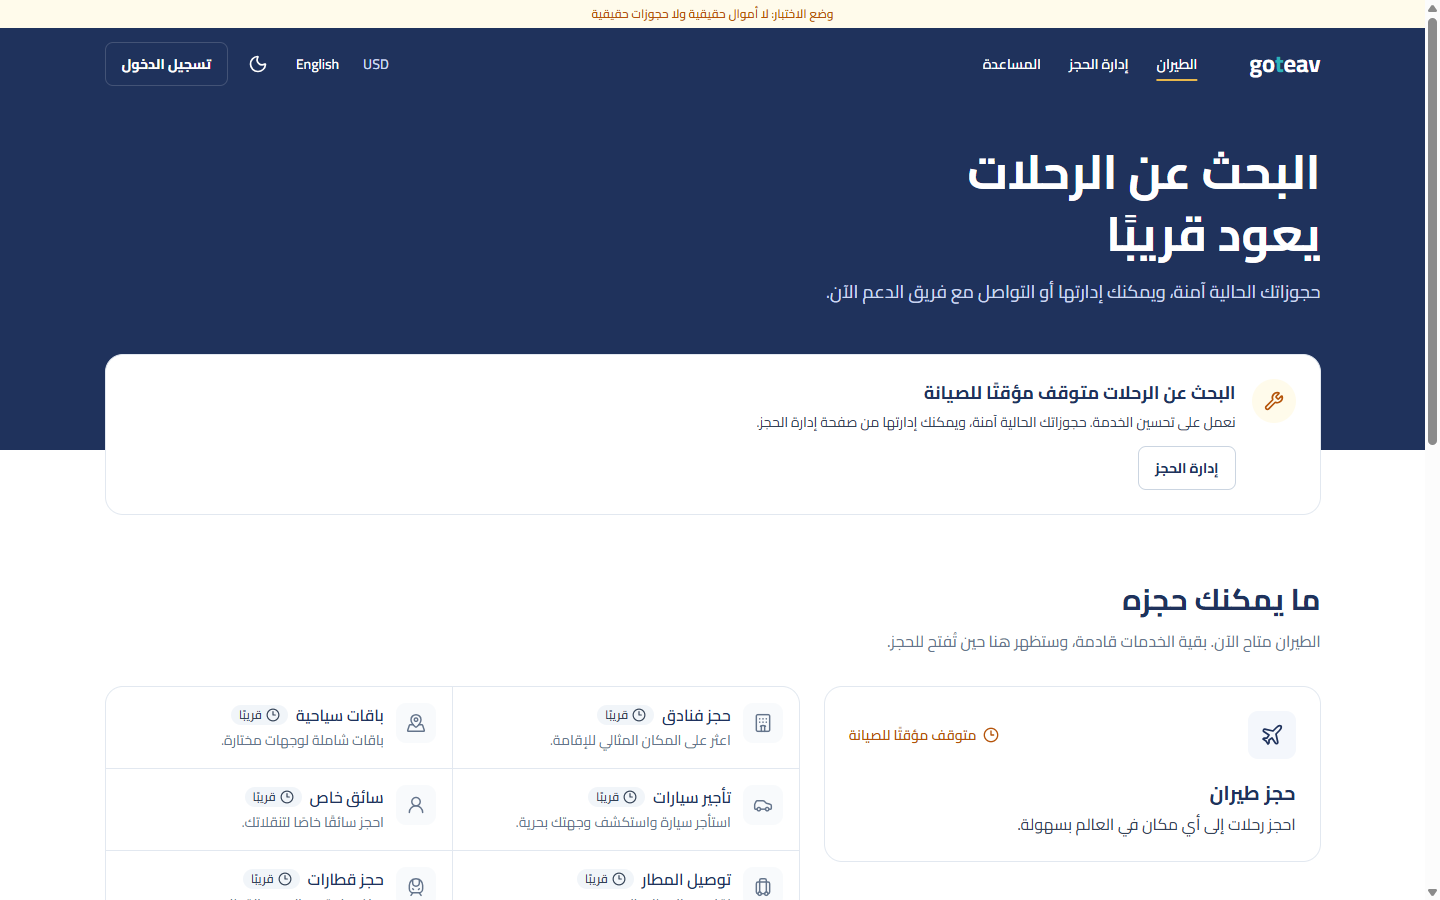 وضع الاختبار: لا أموال حقيقية ولا حجوزات حقيقية
goteav
الطيران
إدارة الحجز
المساعدة
USD
English
تسجيل الدخول
البحث عن الرحلات
يعود قريبًا
حجوزاتك الحالية آمنة، ويمكنك إدارتها أو التواصل مع فريق الدعم الآن.
البحث عن الرحلات متوقف مؤقتًا للصيانة
نعمل على تحسين الخدمة. حجوزاتك الحالية آمنة، ويمكنك إدارتها من صفحة إدارة الحجز.
إدارة الحجز
ما يمكنك حجزه
الطيران متاح الآن. بقية الخدمات قادمة، وستظهر هنا حين تُفتح للحجز.
متوقف مؤقتًا للصيانة
حجز طيران
احجز رحلات إلى أي مكان في العالم بسهولة.
حجز فنادق
قريبًا
اعثر على المكان المثالي للإقامة.
باقات سياحية
قريبًا
باقات شاملة لوجهات مختارة.
تأجير سيارات
قريبًا
استأجر سيارة واستكشف وجهتك بحرية.
سائق خاص
قريبًا
احجز سائقًا خاصًا لتنقلاتك.
توصيل المطار
قريبًا
حجز قطارات
قريبًا